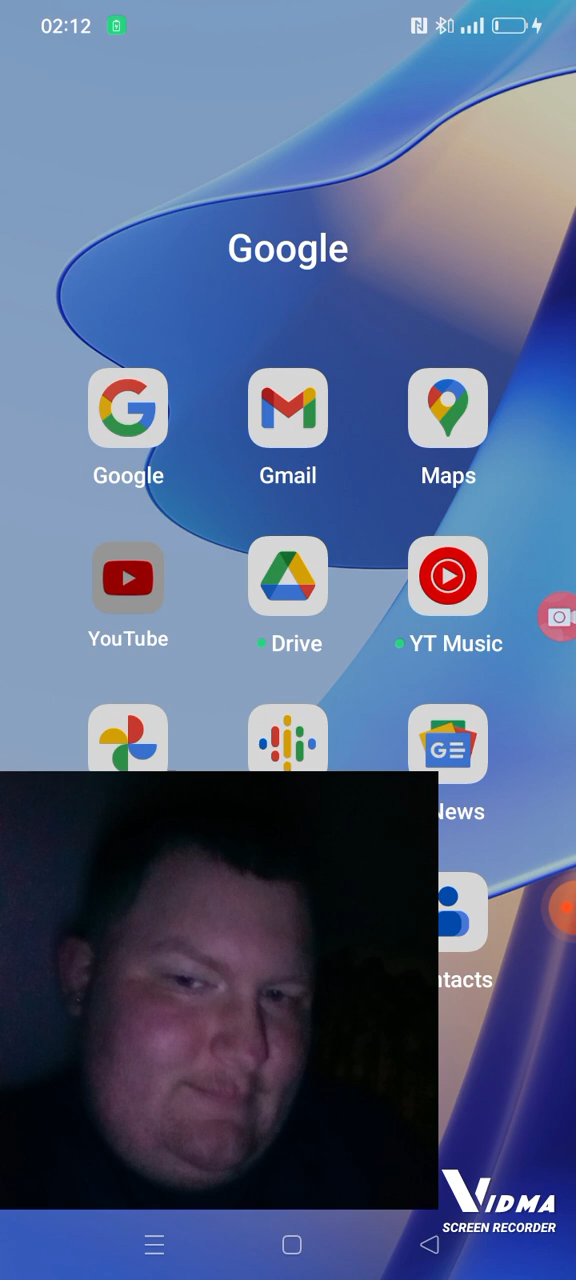 02:12
Google
Google Gmail Maps
YouTube Drive YT Music
News
ntacts
VIDMA
SCREEN RECORDER